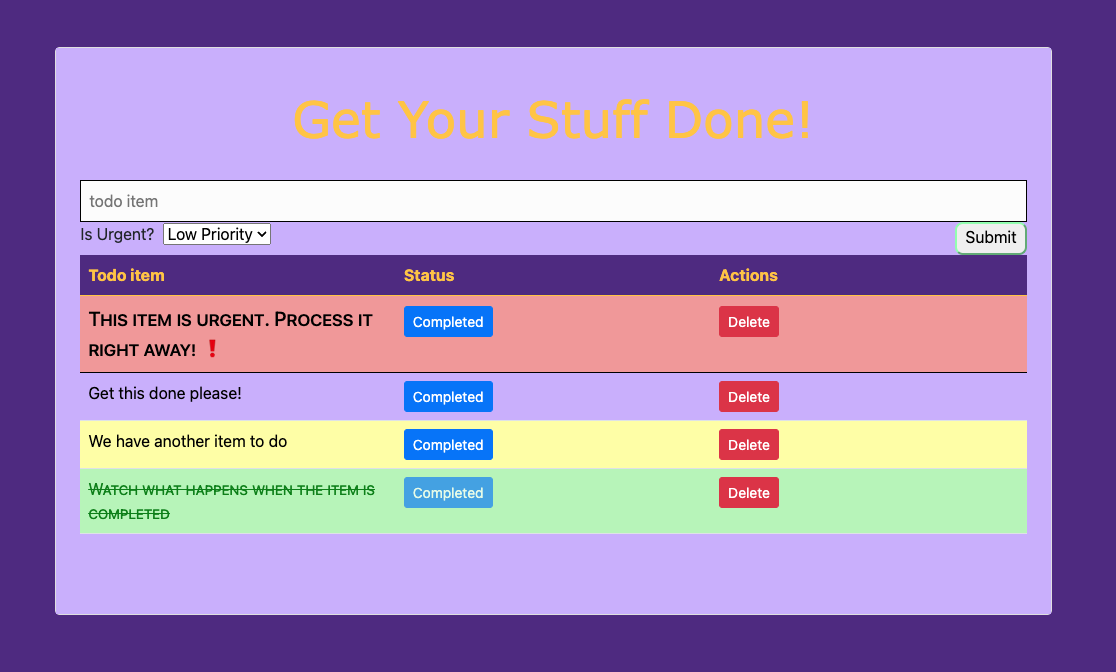 Get Your Stuff Done!
todo item
Is Urgent? Low Priority
Submit
Todo item Status Actions
This item is urgent. Process it
right away! ❗ Completed Delete
Get this done please! Completed Delete
We have another item to do Completed Delete
Watch what happens when the item is
completed Completed Delete